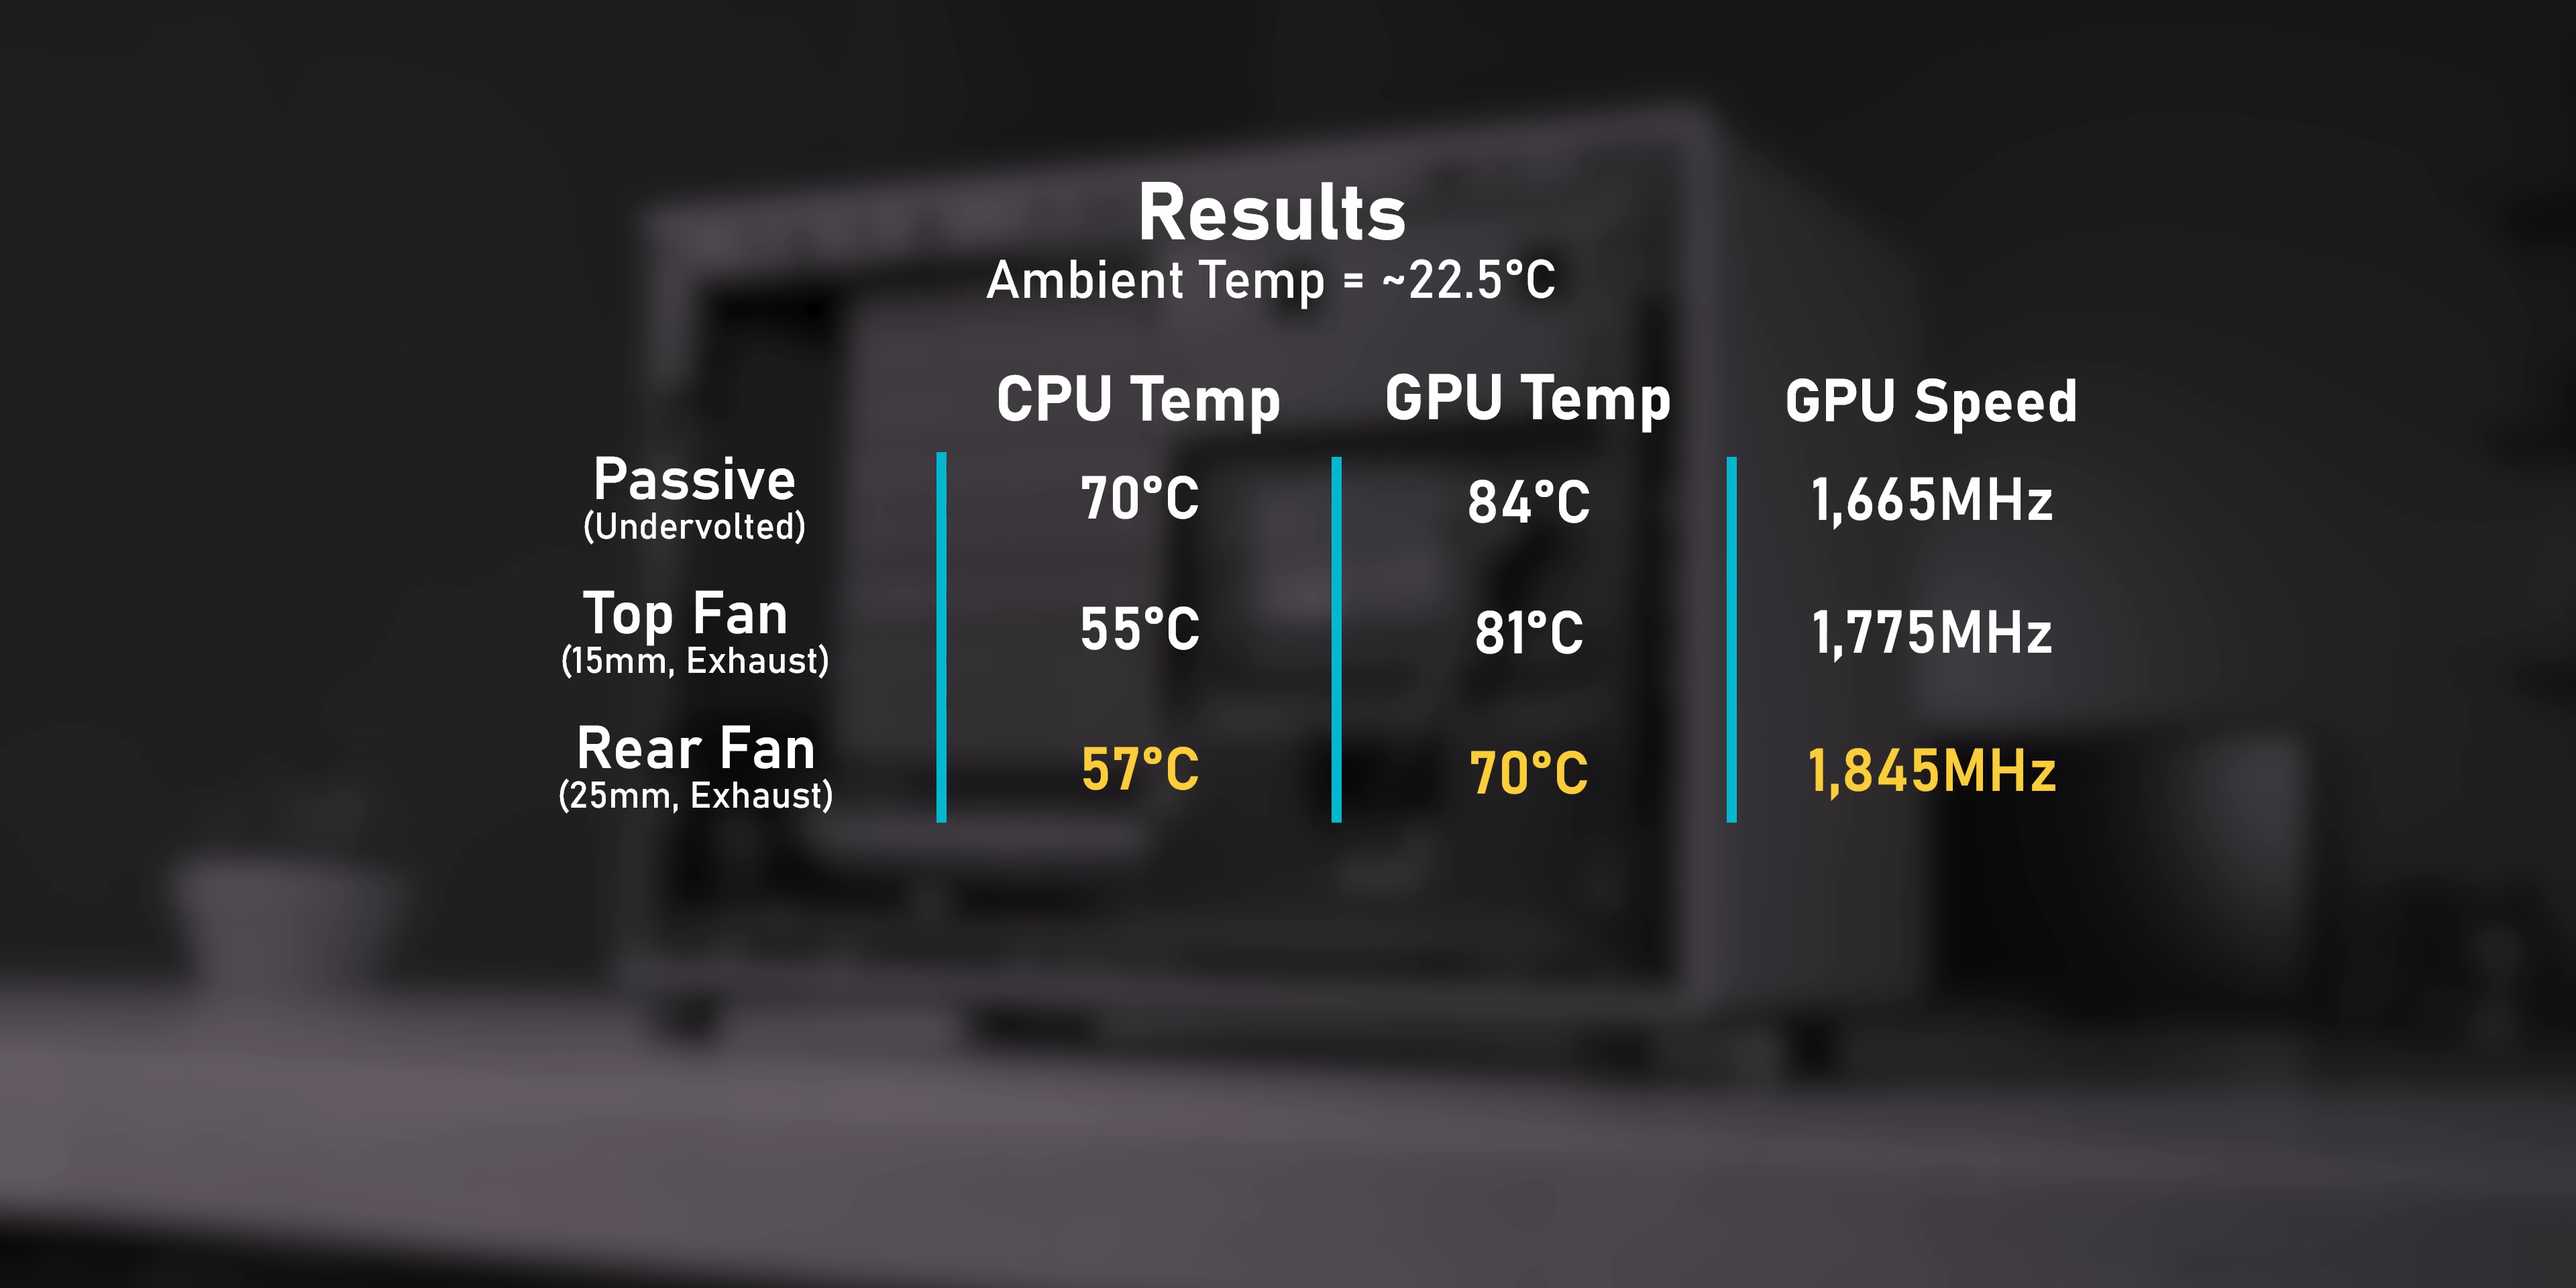 Results
Ambient Temp = ~22.5°C
CPU Temp GPU Temp GPU Speed
Passive 70°C 84°C 1,665MHz
(Undervolted)
Top Fan 55°C 81°C 1,775MHz
(15mm, Exhaust)
Rear Fan 57°C 70°C 1,845MHz
(25mm, Exhaust)